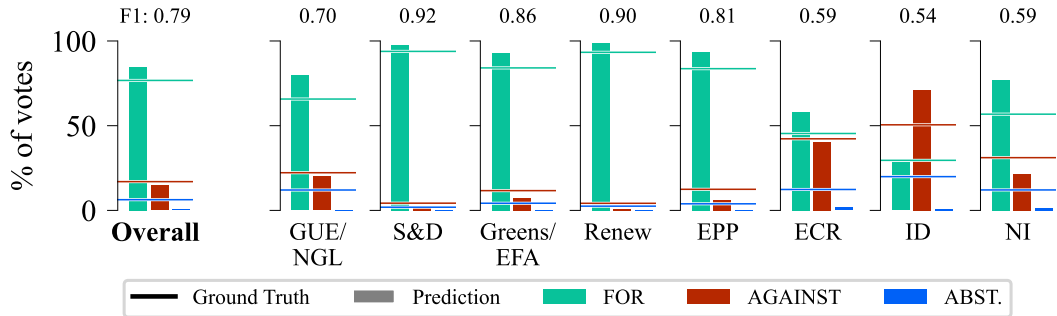 F1: 0.79 0.70 0.92 0.86 0.90 0.81 0.59 0.54 0.59
% of votes
100
50
0
Overall GUE/ S&D Greens/ Renew EPP ECR ID NI
NGL EFA
Ground Truth Prediction FOR AGAINST ABST.